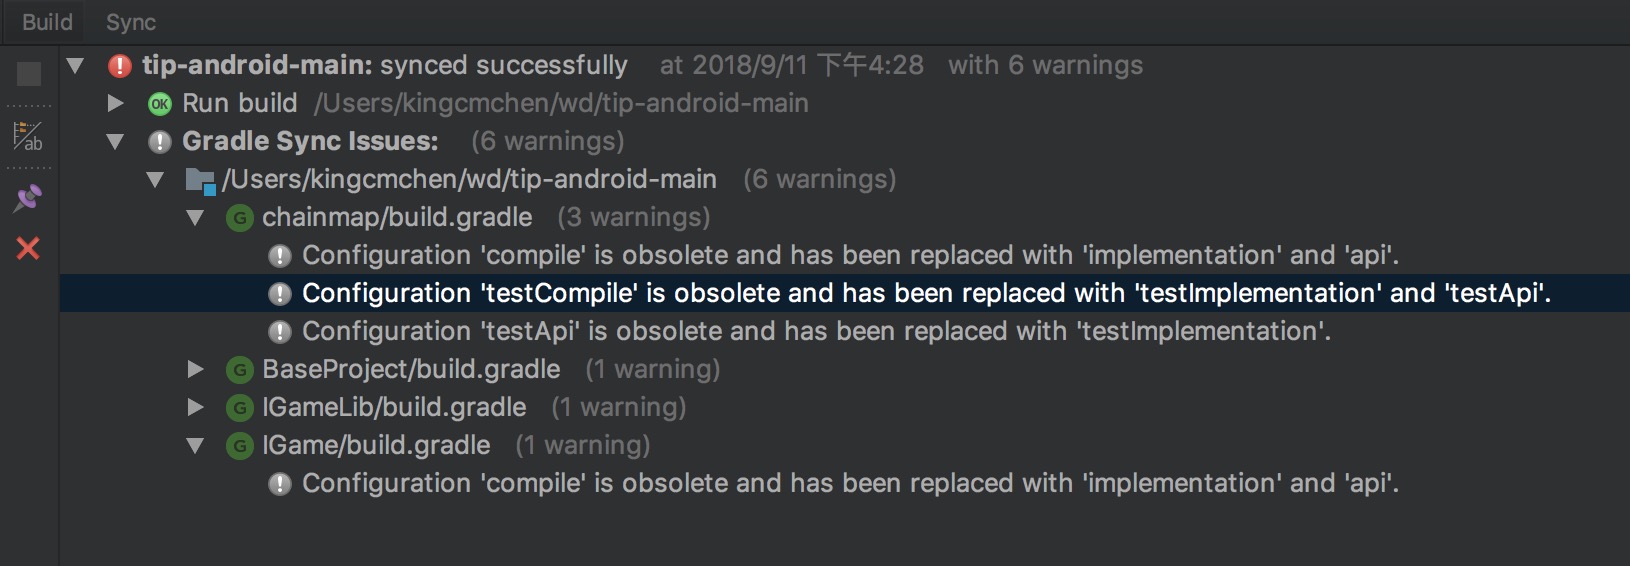 Build Sync
tip-android-main: synced successfully at 2018/9/11 下午4:28 with 6 warnings
OK Run build /Users/kingcmchen/wd/tip-android-main
Gradle Sync Issues: (6 warnings)
/Users/kingcmchen/wd/tip-android-main (6 warnings)
G chainmap/build.gradle (3 warnings)
Configuration 'compile' is obsolete and has been replaced with 'implementation' and 'api'.
Configuration 'testCompile' is obsolete and has been replaced with 'testImplementation' and 'testApi'.
Configuration 'testApi' is obsolete and has been replaced with 'testImplementation'.
G BaseProject/build.gradle (1 warning)
G IGameLib/build.gradle (1 warning)
G IGame/build.gradle (1 warning)
Configuration 'compile' is obsolete and has been replaced with 'implementation' and 'api'.
ab